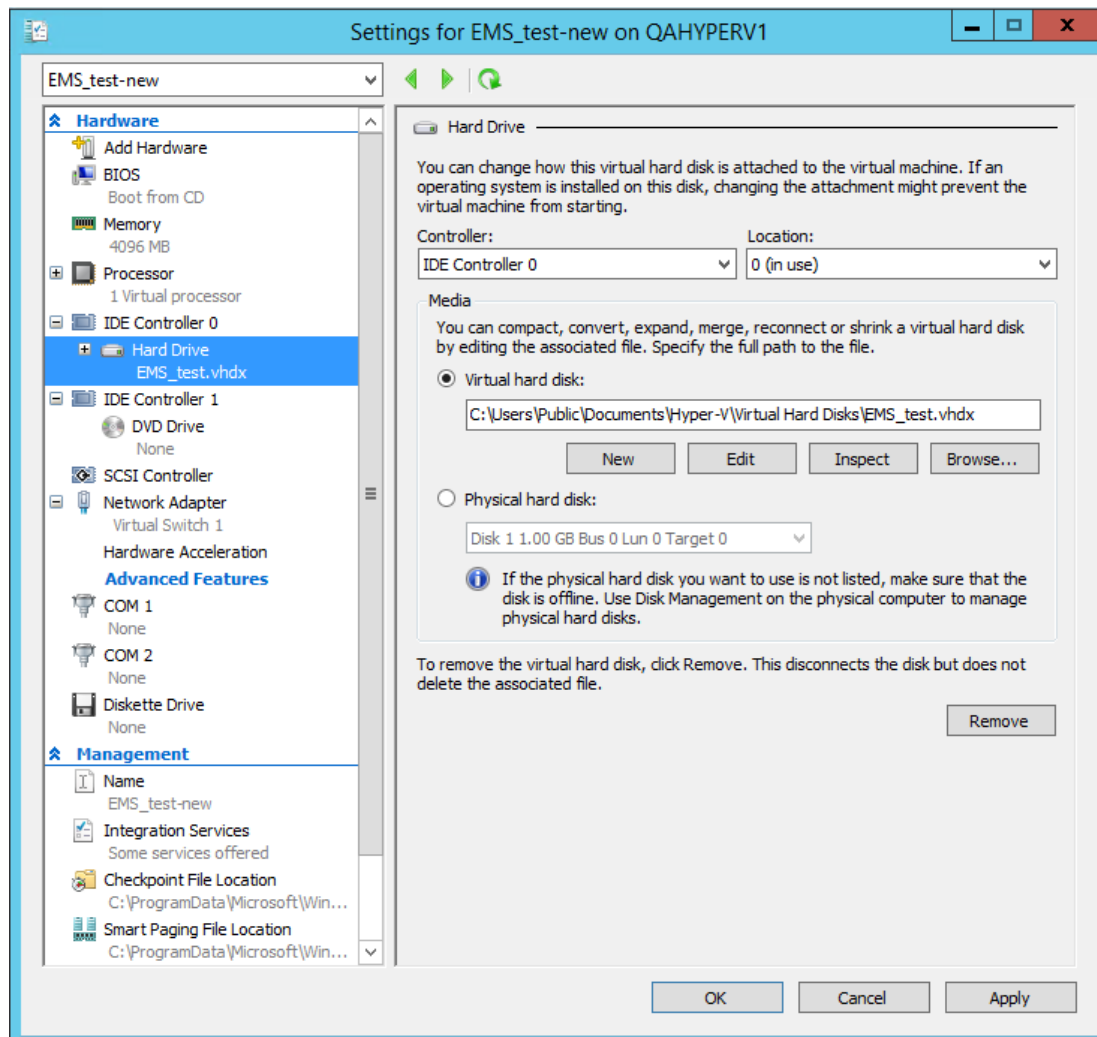 Settings for EMS_test-new on QAHYPERV1
x
EMS_test-new
Hardware
Add Hardware
BIOS
Boot from CD
Memory
4096 MB
Processor
1 Virtual processor
IDE Controller 0
Hard Drive
EMS_test.vhdx
IDE Controller 1
DVD Drive
None
SCSI Controller
Network Adapter
Virtual Switch 1
Hardware Acceleration
Advanced Features
COM 1
None
COM 2
None
Diskette Drive
None
Management
Name
EMS_test-new
Integration Services
Some services offered
Checkpoint File Location
C:\ProgramData\Microsoft\Win...
Smart Paging File Location
C:\ProgramData\Microsoft\Win...
Hard Drive
You can change how this virtual hard disk is attached to the virtual machine. If an
operating system is installed on this disk, changing the attachment might prevent the
virtual machine from starting.
Controller:
Location:
IDE Controller 0
0 (in use)
Media
You can compact, convert, expand, merge, reconnect or shrink a virtual hard disk
by editing the associated file. Specify the full path to the file.
Virtual hard disk:
C:\Users\Public\Documents\Hyper-V\Virtual Hard Disks\EMS_test.vhdx
New
Edit
Inspect
Browse...
Physical hard disk:
Disk 1 1.00 GB Bus 0 Lun 0 Target 0
If the physical hard disk you want to use is not listed, make sure that the
disk is offline. Use Disk Management on the physical computer to manage
physical hard disks.
To remove the virtual hard disk, click Remove. This disconnects the disk but does not
delete the associated file.
Remove
OK
Cancel
Apply